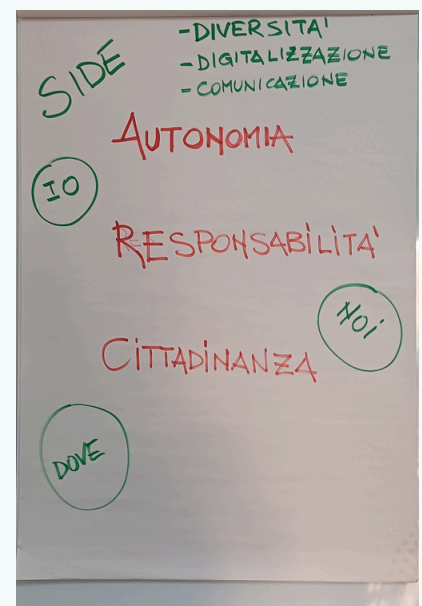 SIDE
-DIVERSITA'
-DIGITALIZZAZIONE
-COMUNICAZIONE
AUTONOMIA
IO
RESPONSABILITA'
NOI
CITTADINANZA
DOVE